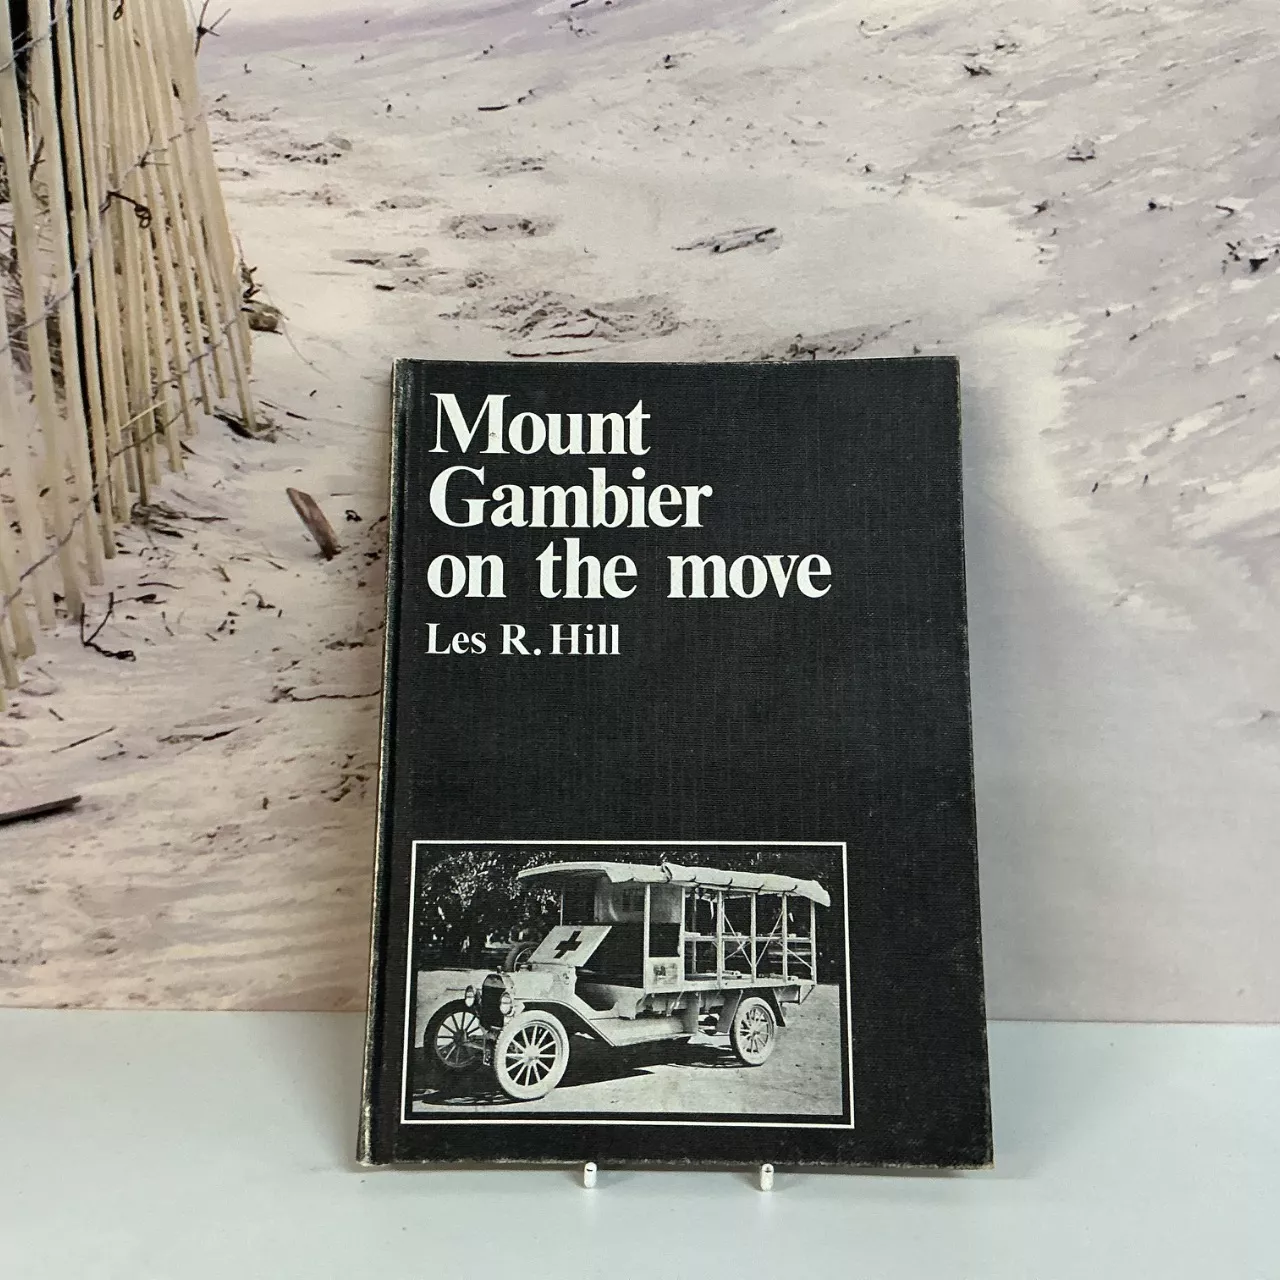 Mount
Gambier
on the move
Les R. Hill